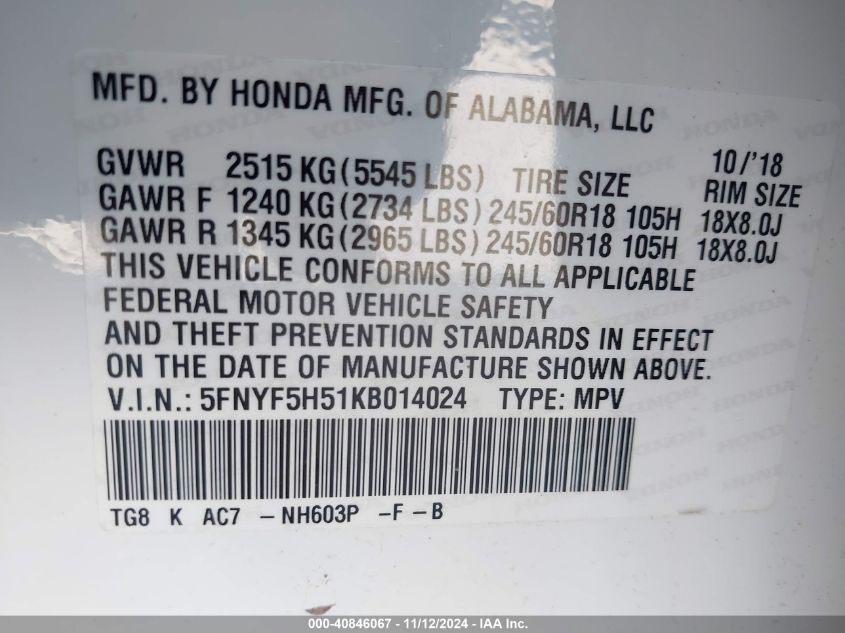 MFD. BY HONDA MFG. OF ALABAMA, LLC
10/'18
GVWR 2515 KG (5545 LBS) TIRE SIZE RIM SIZE
GAWR F 1240 KG (2734 LBS) 245/60R18 105H 18X8.0J
GAWR R 1345 KG (2965 LBS) 245/60R18 105H 18X8.0J
THIS VEHICLE CONFORMS TO ALL APPLICABLE
FEDERAL MOTOR VEHICLE SAFETY
AND THEFT PREVENTION STANDARDS IN EFFECT
ON THE DATE OF MANUFACTURE SHOWN ABOVE.
V.I.N.: 5FNYF5H51KB014024 TYPE: MPV
TG8 K AC7 -NH603P -F-B
000-40846067 - 11/12/2024 - IAA Inc.